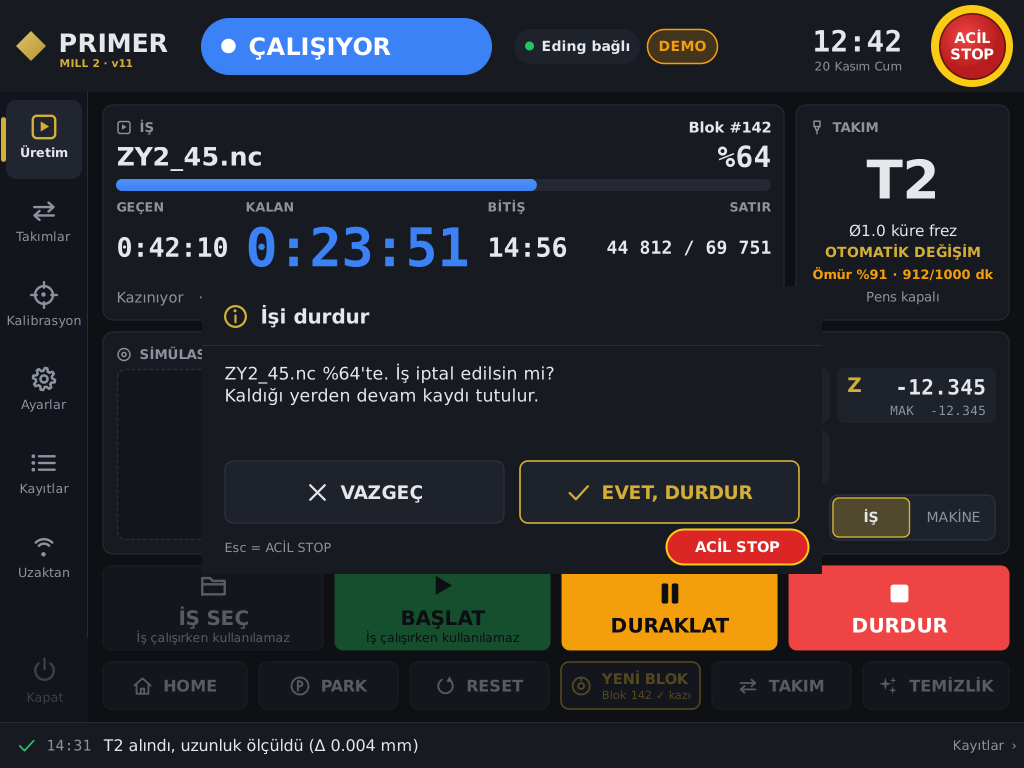 PRIMER
MILL 2 · v11
ÇALIŞIYOR
Eding bağlı
DEMO
12:42
20 Kasım Cum
ACİL
STOP
Üretim
Takımlar
Kalibrasyon
Ayarlar
Kayıtlar
Uzaktan
Kapat
İŞ
Blok #142
ZY2_45.nc
%64
GEÇEN
KALAN
BİTİŞ
SATIR
0:42:10
0:23:51
14:56
44 812 / 69 751
Kazınıyor ·
TAKIM
T2
Ø1.0 küre frez
OTOMATİK DEĞİŞİM
Ömür %91 · 912/1000 dk
Pens kapalı
SİMÜLAS
Z
-12.345
MAK -12.345
İŞ
MAKİNE
İşi durdur
ZY2_45.nc %64'te. İş iptal edilsin mi?
Kaldığı yerden devam kaydı tutulur.
VAZGEÇ
EVET, DURDUR
Esc = ACİL STOP
ACİL STOP
İŞ SEÇ
İş çalışırken kullanılamaz
BAŞLAT
İş çalışırken kullanılamaz
DURAKLAT
DURDUR
HOME
PARK
RESET
YENİ BLOK
Blok 142 ✓ kazı
TAKIM
TEMİZLİK
14:31 T2 alındı, uzunluk ölçüldü (Δ 0.004 mm)
Kayıtlar ›